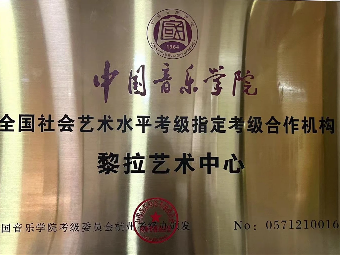 1964
中国音乐学院
全国社会艺术水平考级指定考级合作机构
黎拉艺术中心
国音乐学院考级委员会杭州
No: 0571210016